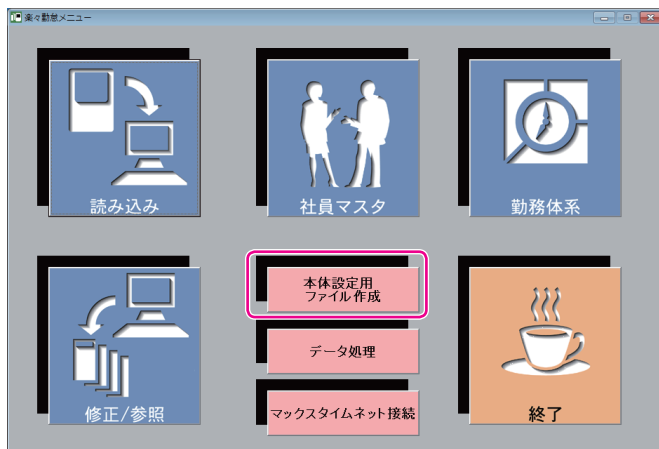 楽々勤怠メニュー
読み込み
社員マスタ
勤務体系
修正/参照
本体設定用
ファイル作成
データ処理
マックスタイムネット接続
終了